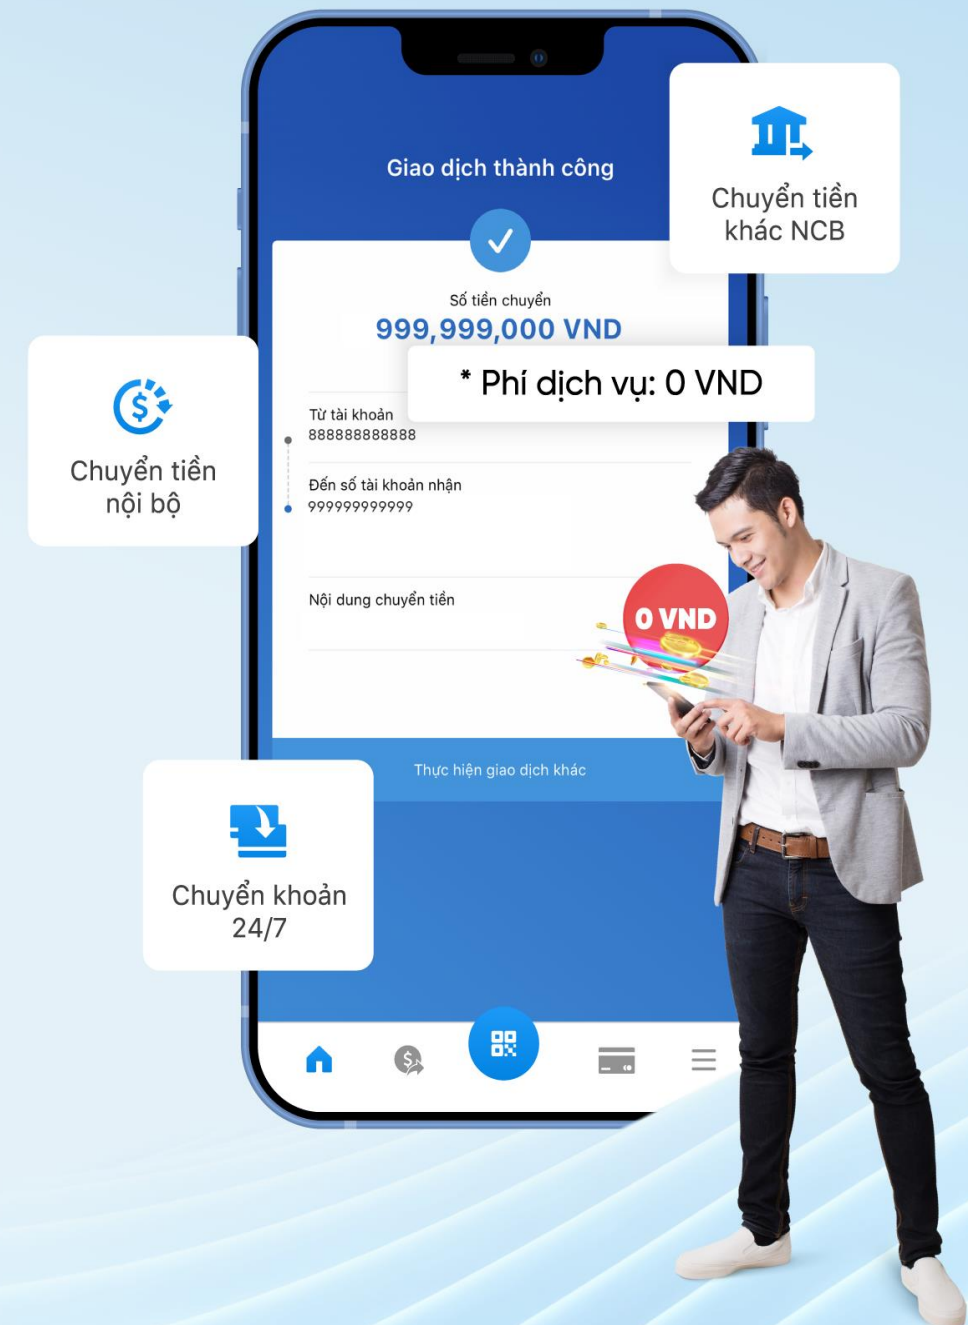 Giao dịch thành công
Chuyển tiền
khác NCB
Số tiền chuyển
999,999,000 VND
* Phí dịch vụ: 0 VND
Từ tài khoản
888888888888
Chuyển tiền
nội bộ
Đến số tài khoản nhận
999999999999
Nội dung chuyển tiền
0 VND
Thực hiện giao dịch khác
Chuyển khoản
24/7